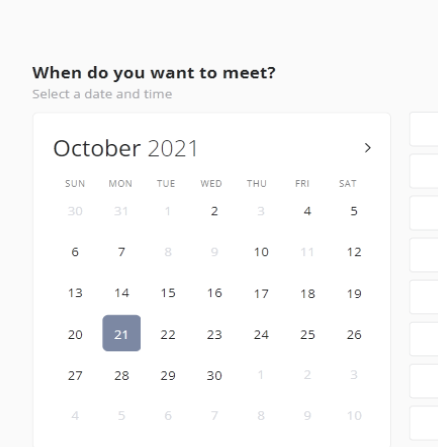 When do you want to meet?
Select a date and time
October 2021
SUN MON TUE WED THU FRI SAT
30 31 1 2 3 4 5
6 7 8 9 10 11 12
13 14 15 16 17 18 19
20 21 22 23 24 25 26
27 28 29 30 1 2 3
4 5 6 7 8 9 10